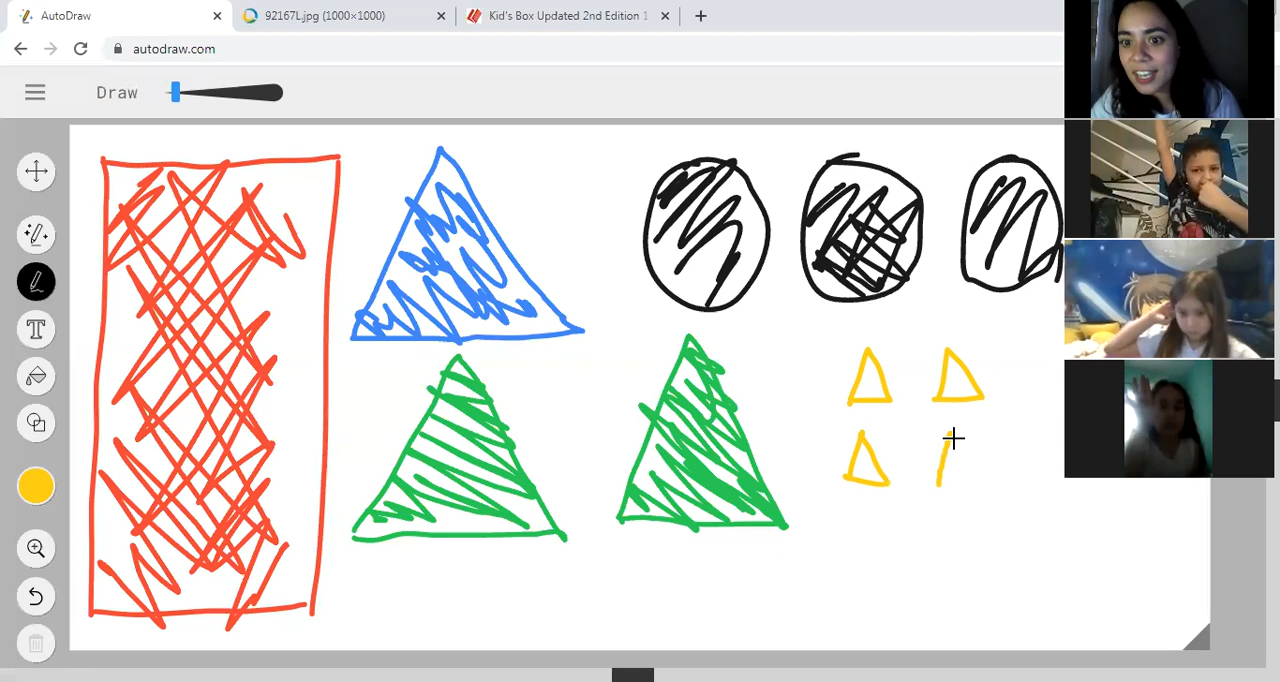 AutoDraw
92167L.jpg (1000×1000)
Kid's Box Updated 2nd Edition 1
autodraw.com
Draw
T